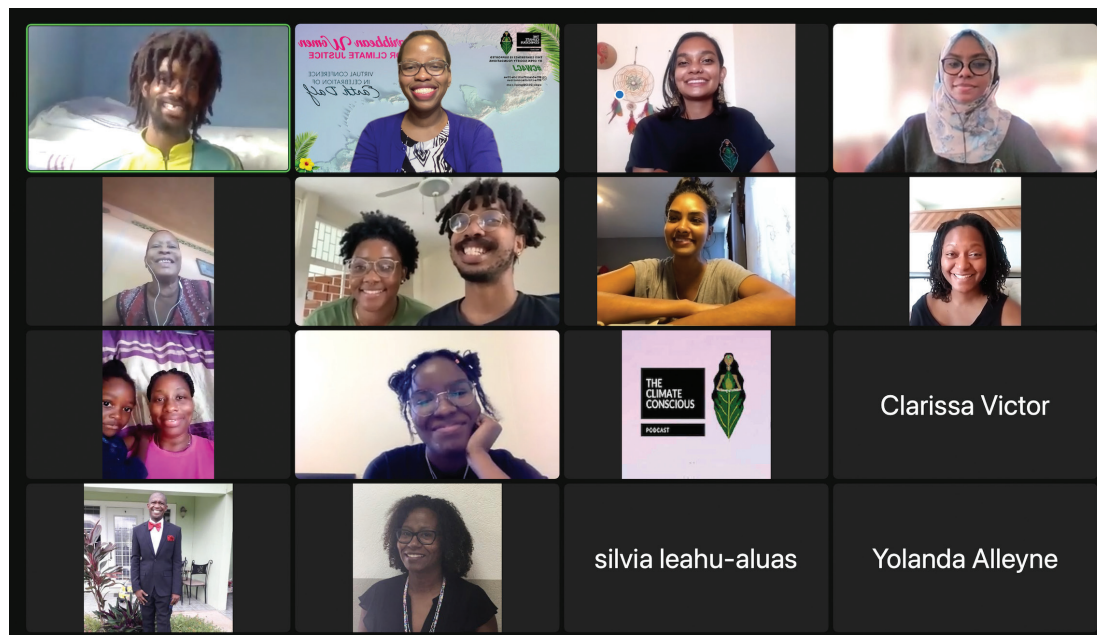 Caribbean Women
FOR CLIMATE JUSTICE
VIRTUAL CONFERENCE
IN CELEBRATION OF
Earth Day!
#CW4CJ
THE
CLIMATE
CONSCIOUS
PODCAST
Clarissa Victor
silvia leahu-aluas
Yolanda Alleyne